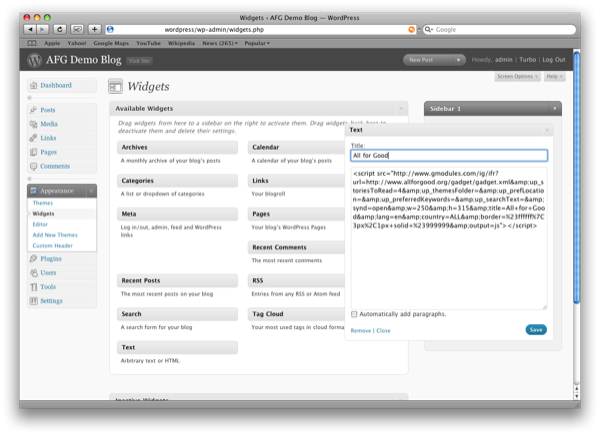 Widgets ‹ AFG Demo Blog — WordPress
wordpress/wp-admin/widgets.php
Google
Apple Yahoo! Google Maps YouTube Wikipedia News (265) Popular
AFG Demo Blog
Visit Site
New Post
Howdy, admin | Turbo | Log Out
Screen Options
Help
Dashboard
Posts
Media
Links
Pages
Comments
Appearance
Themes
Widgets
Editor
Add New Themes
Custom Header
Plugins
Users
Tools
Settings
Widgets
Available Widgets
Drag widgets from here to a sidebar on the right to activate them. Drag widgets back here to
deactivate them and delete their settings.
Archives
A monthly archive of your blog's posts
Calendar
A calendar of your blog's posts
Categories
A list or dropdown of categories
Links
Your blogroll
Meta
Log in/out, admin, feed and WordPress
links
Pages
Your blog's WordPress Pages
Recent Comments
The most recent comments
Recent Posts
The most recent posts on your blog
RSS
Entries from any RSS or Atom feed
Search
A search form for your blog
Tag Cloud
Your most used tags in cloud forma
Text
Arbitrary text or HTML
Inactive Widgets
Sidebar 1
Text
Title:
All for Good
<script src="http://www.gmodules.com/ig/ifr?
url=http://www.allforgood.org/gadget/gadget.xml&amp;up_
storiesToRead=4&amp;up_themesFolder=&amp;up_prefLocatio
n=&amp;up_preferredKeywords=&amp;up_searchText=&amp;
synd=open&amp;w=250&amp;h=315&amp;title=All+for+Goo
d&amp;lang=en&amp;country=ALL&amp;border=%23ffffff%7C
3px%2C1px+solid+%23999999&amp;output=js"></script>
Automatically add paragraphs.
Remove | Close
Save